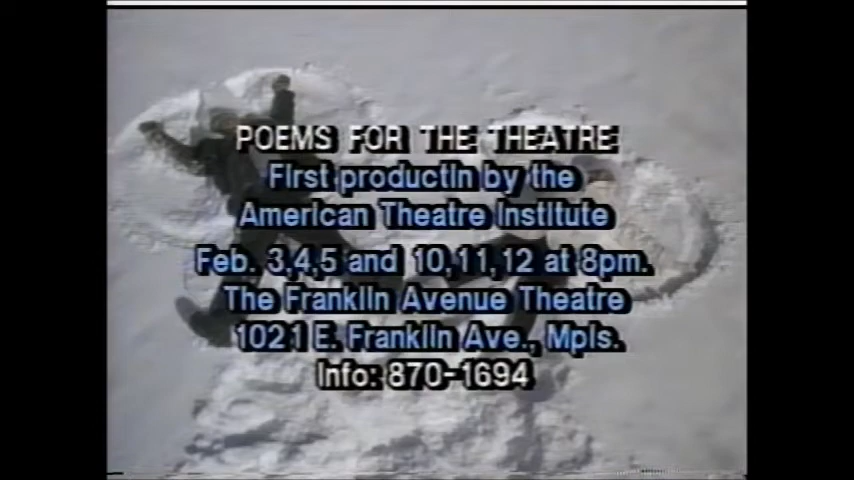 POEMS FOR THE THEATRE
First productin by the
American Theatre Institute
Feb. 3,4,5 and 10,11,12 at 8pm.
The Franklin Avenue Theatre
1021 E. Franklin Ave., Mpls.
Info: 870-1694